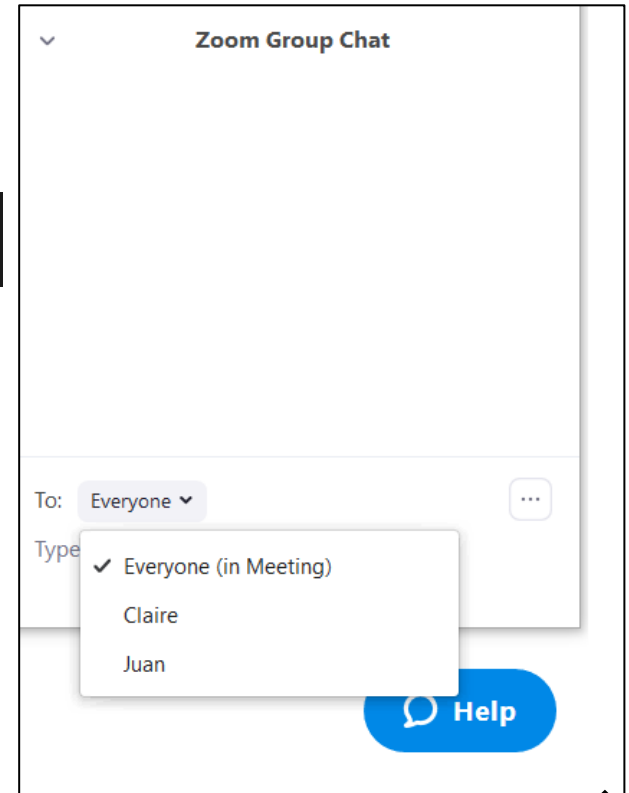 Zoom Group Chat
To: Everyone ...
Type
Everyone (in Meeting)
Claire
Juan
Help